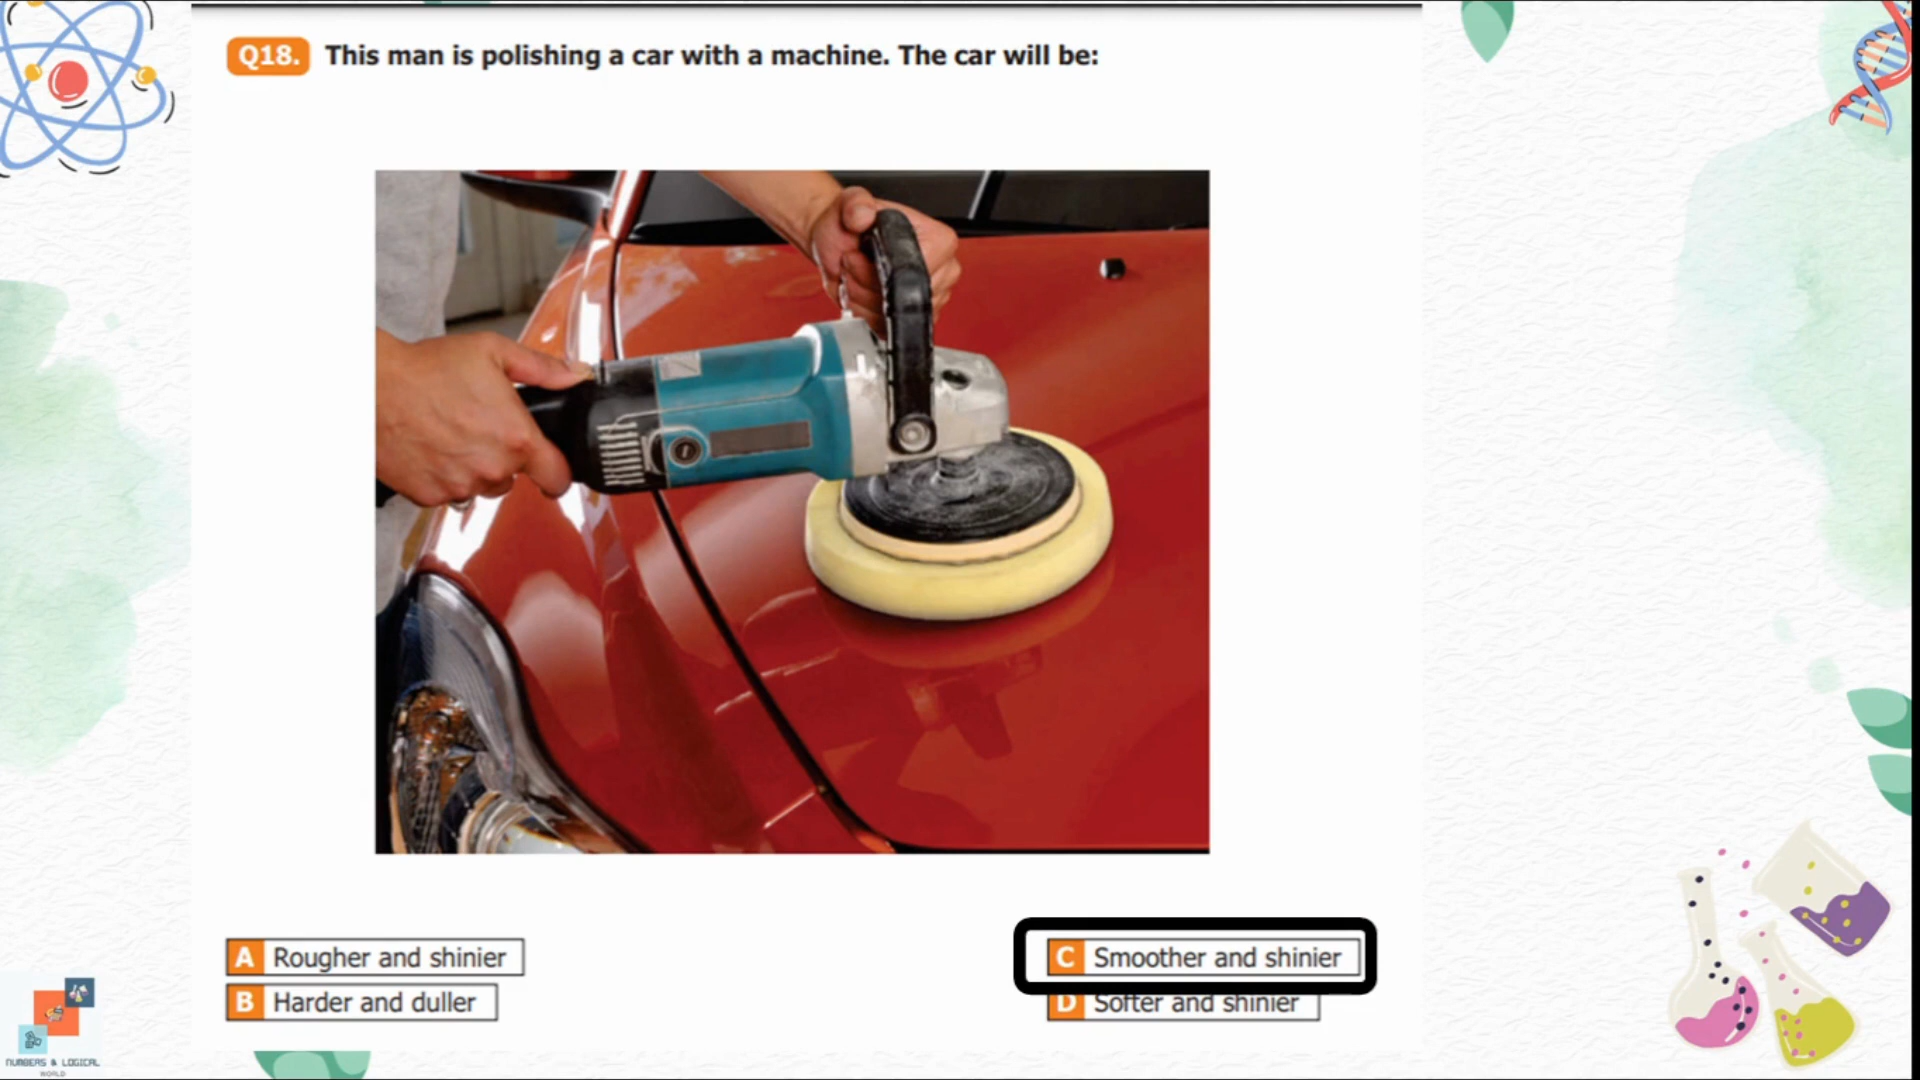 Q18. This man is polishing a car with a machine. The car will be:
A Rougher and shinier
B Harder and duller
C Smoother and shinier
D Softer and shinier
NUMBERS & LOGICAL
WORLD